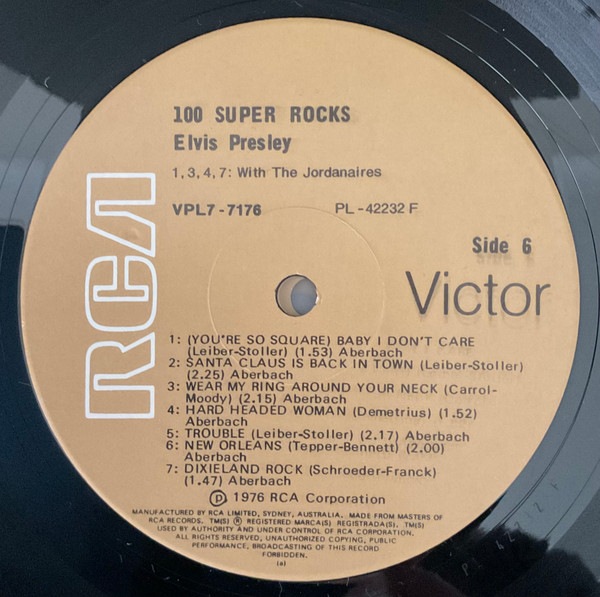 100 SUPER ROCKS
Elvis Presley
1, 3, 4, 7: With The Jordanaires
VPL7-7176 PL-42232 F
Side 6
RCA
Victor
1: (YOU'RE SO SQUARE) BABY I DON'T CARE
(Leiber-Stoller) (1.53) Aberbach
2: SANTA CLAUS IS BACK IN TOWN (Leiber-Stoller)
(2.25) Aberbach
3: WEAR MY RING AROUND YOUR NECK (Carrol-
Moody) (2.15) Aberbach
4: HARD HEADED WOMAN (Demetrius) (1.52)
Aberbach
5: TROUBLE (Leiber-Stoller) (2.17) Aberbach
6: NEW ORLEANS (Tepper-Bennett) (2.00)
Aberbach
7: DIXIELAND ROCK (Schroeder-Franck)
(1.47) Aberbach
Ⓟ 1976 RCA Corporation
MANUFACTURED BY RCA LIMITED, SYDNEY, AUSTRALIA. MADE FROM MASTERS OF
RCA RECORDS. TM(S) ® REGISTERED MARCA(S) REGISTRADA(S). TM(S)
USED BY AUTHORITY AND UNDER CONTROL OF RCA CORPORATION.
ALL RIGHTS RESERVED, UNAUTHORIZED COPYING, PUBLIC
PERFORMANCE, BROADCASTING OF THIS RECORD
FORBIDDEN.
(a)